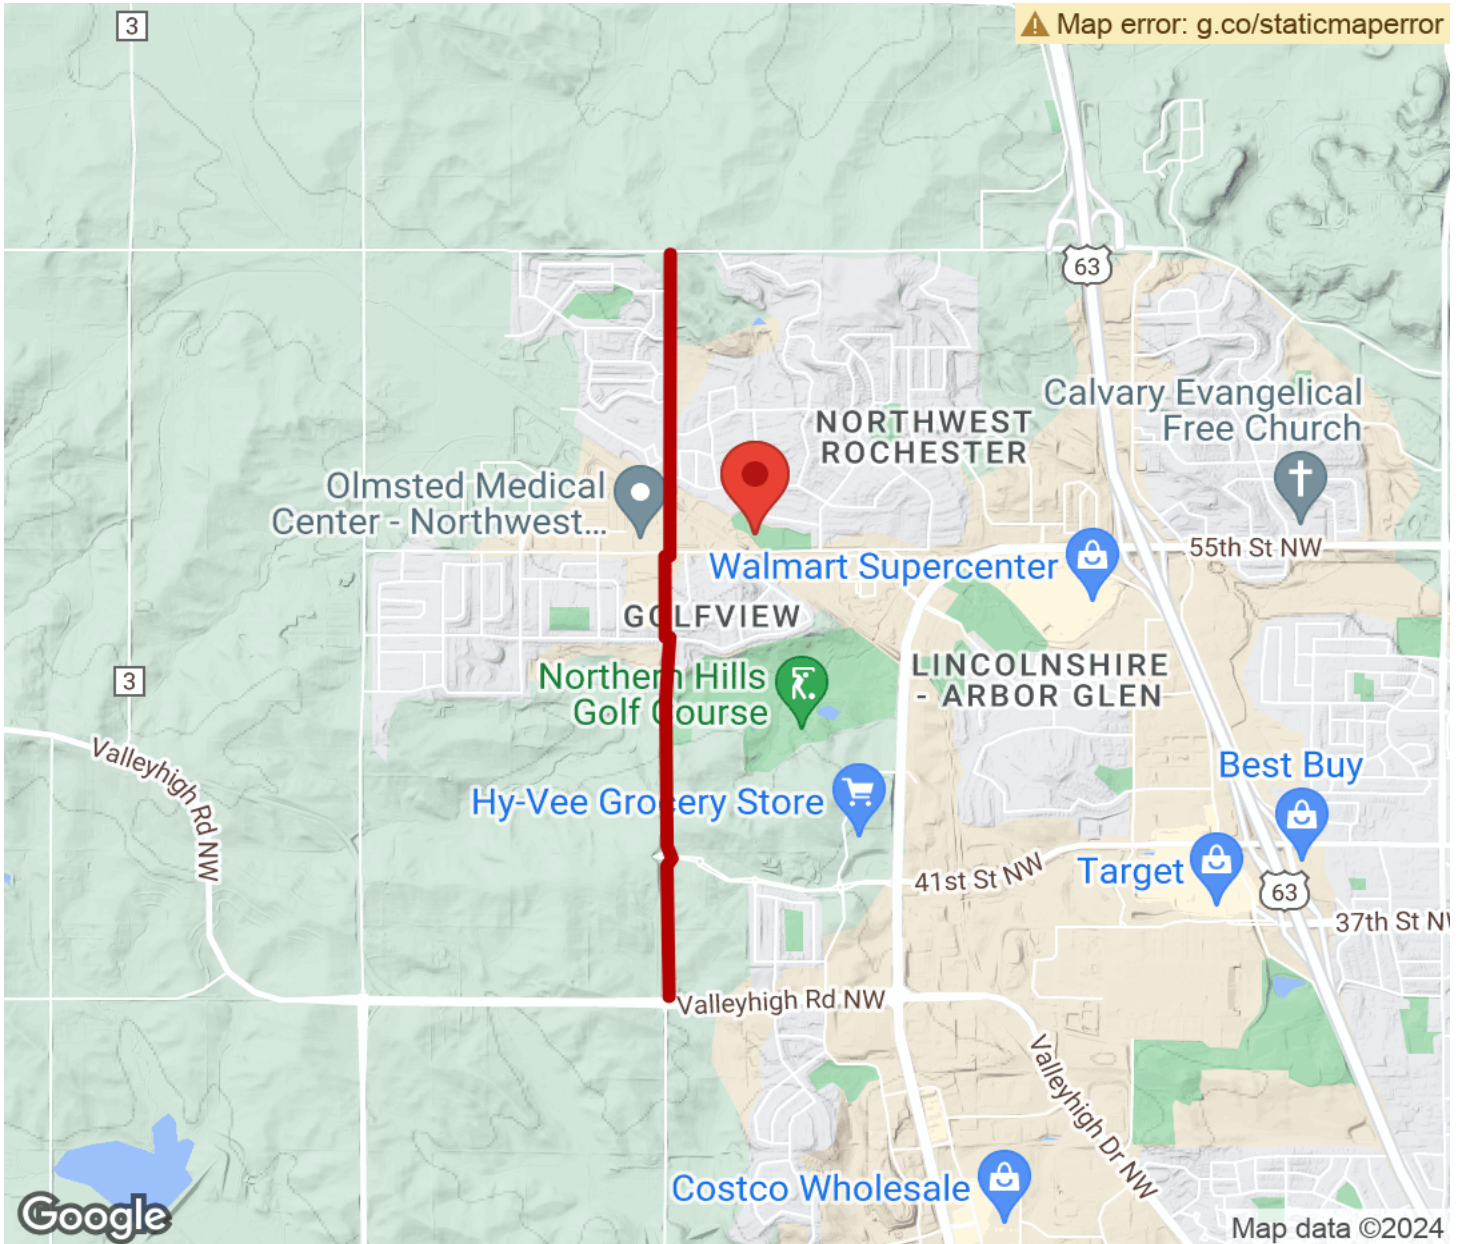 3
Map error: g.co/staticmaperror
63
Calvary Evangelical
Free Church
NORTHWEST
ROCHESTER
Olmsted Medical
Center - Northwest...
55th St NW
Walmart Supercenter
GOLFVIEW
LINCOLNSHIRE
- ARBOR GLEN
Northern Hills
Golf Course
3
Valleyhigh Rd NW
Best Buy
Hy-Vee Grocery Store
Target
41st St NW
63
37th St N
Valleyhigh Rd NW
Valleyhigh Dr NW
Costco Wholesale
Google
Map data ©2024